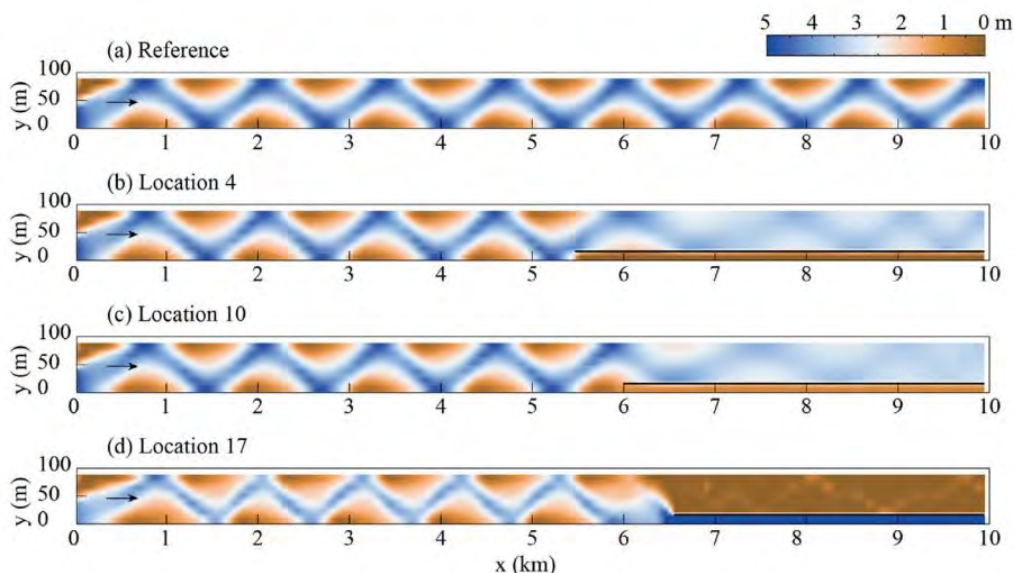 5 4 3 2 1 0 m
(a) Reference
100
50
0
y (m)
0 1 2 3 4 5 6 7 8 9 10
(b) Location 4
100
50
0
y (m)
0 1 2 3 4 5 6 7 8 9 10
(c) Location 10
100
50
0
y (m)
0 1 2 3 4 5 6 7 8 9 10
(d) Location 17
100
50
0
y (m)
0 1 2 3 4 5 6 7 8 9 10
x (km)